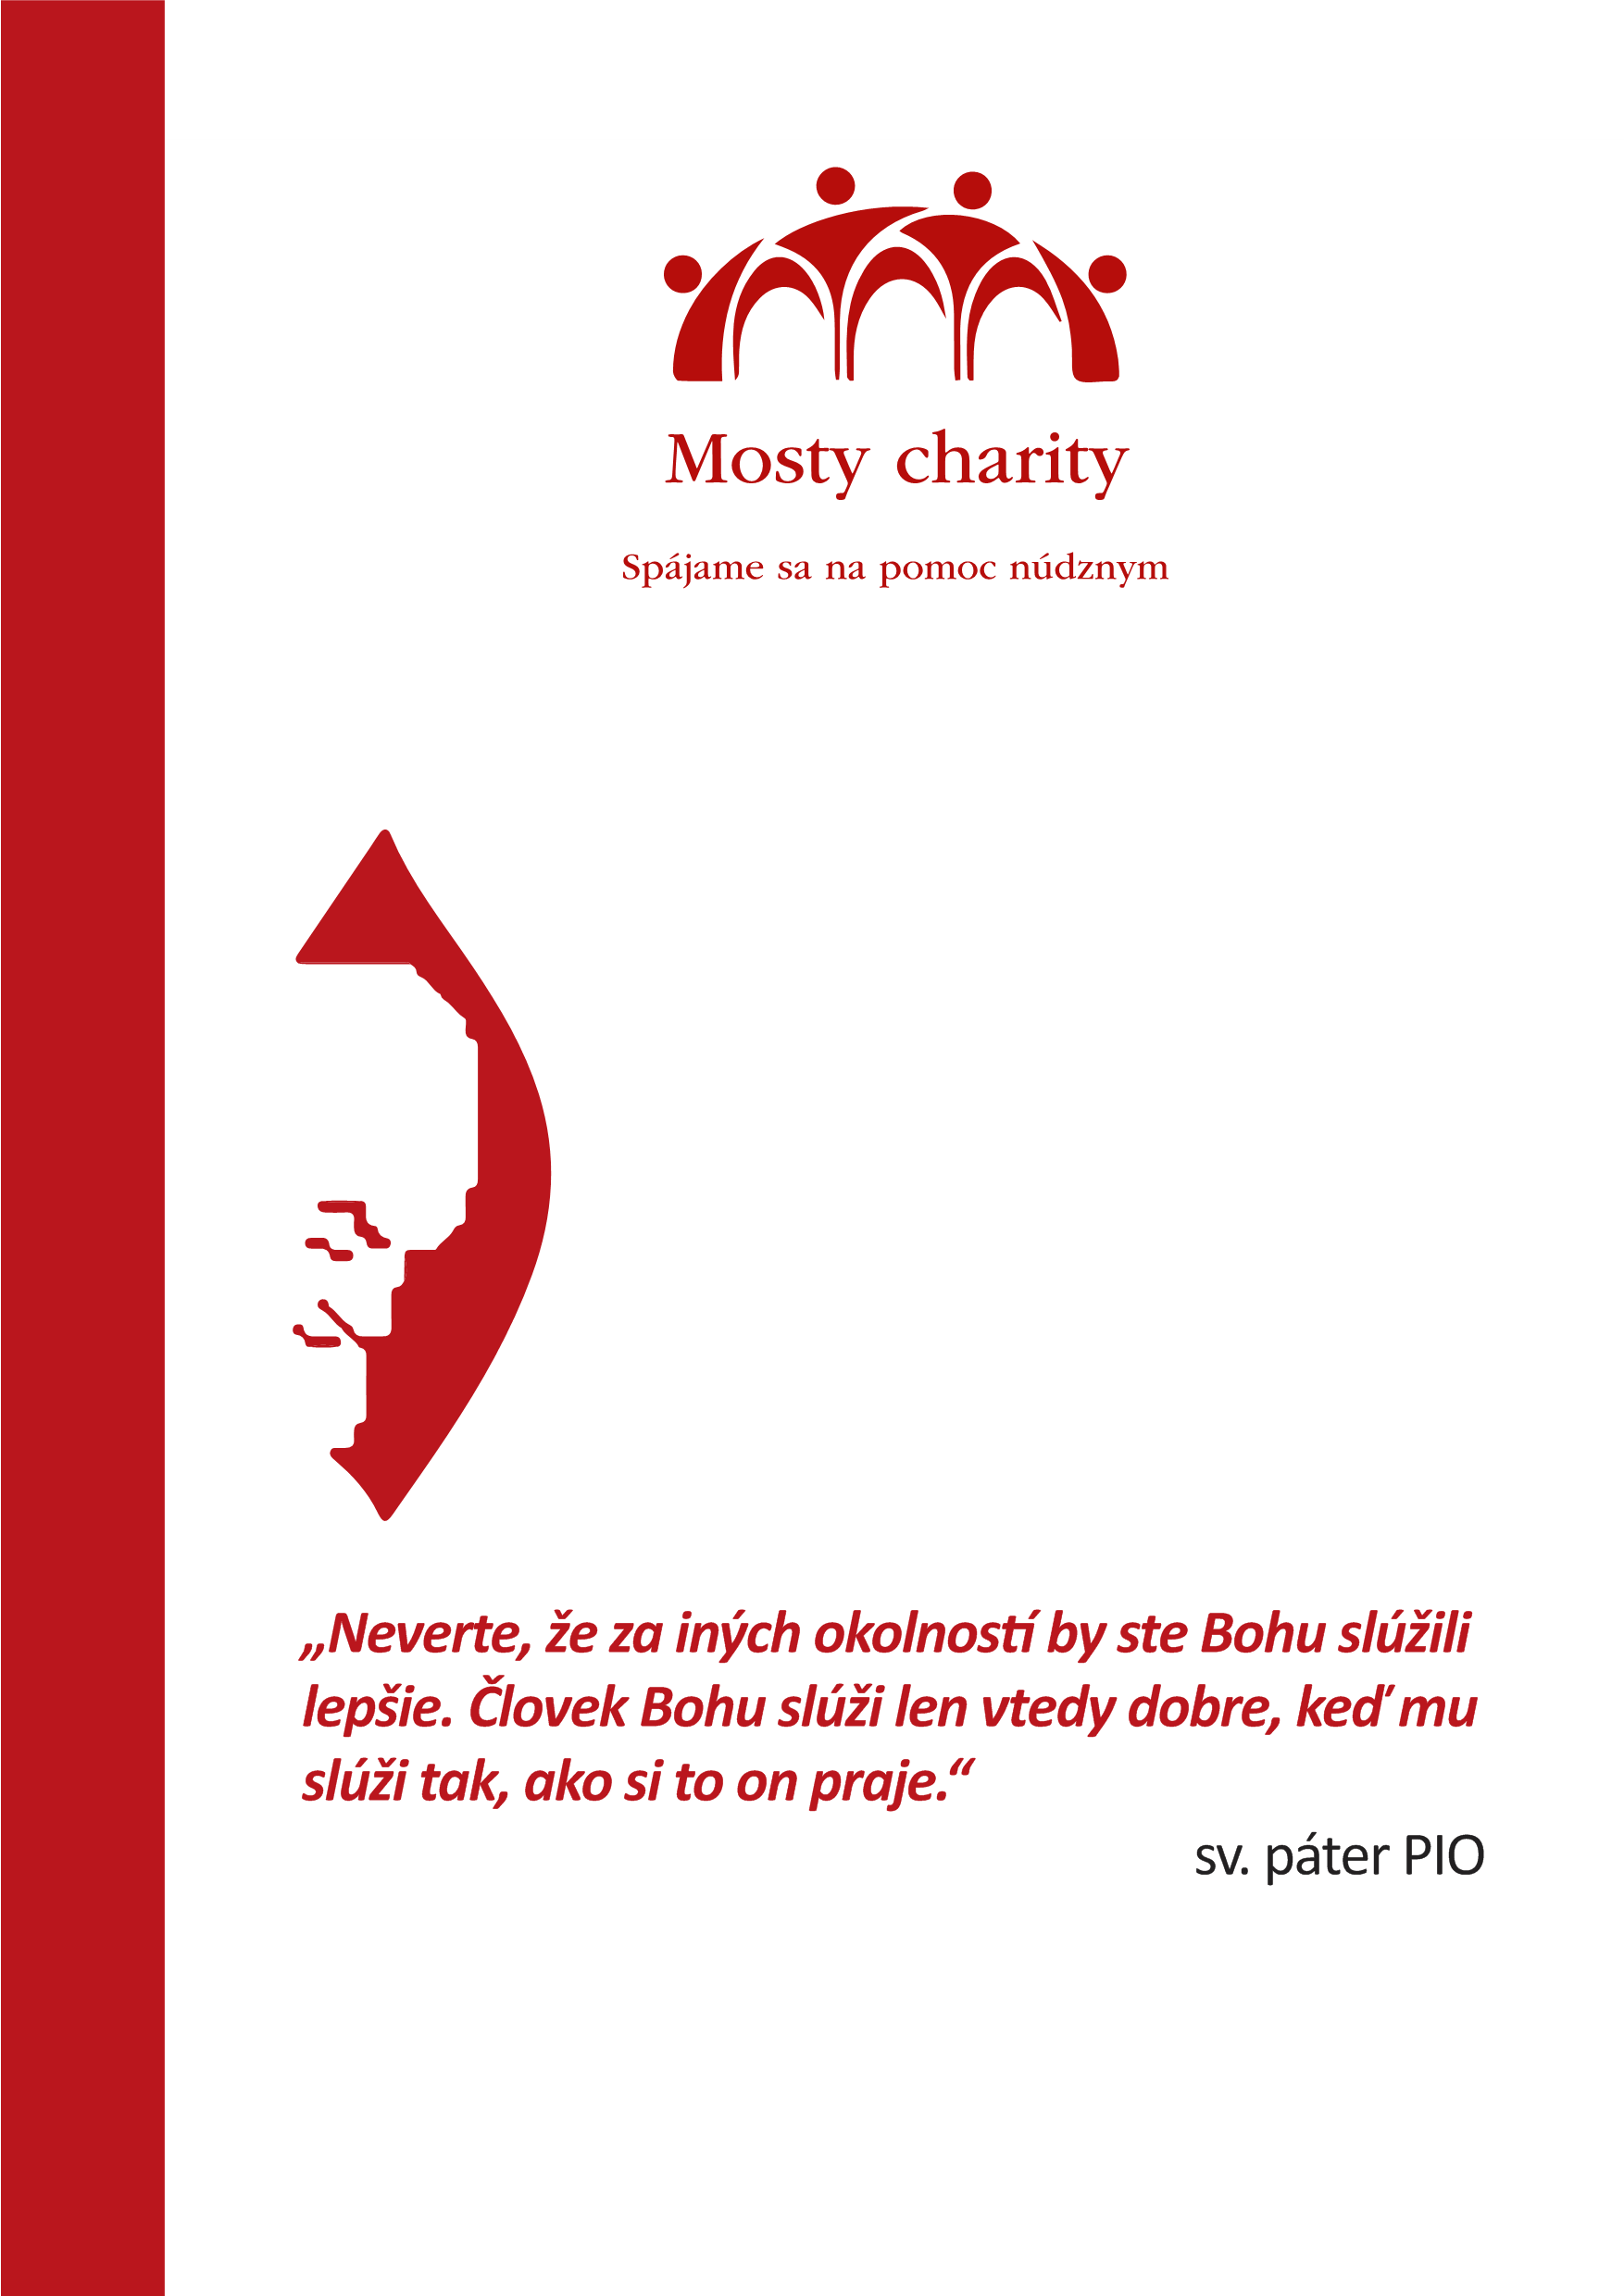 Mosty charity
Spájame sa na pomoc núdznym
„Neverte, že za iných okolností by ste Bohu slúžili
lepšie. Človek Bohu slúži len vtedy dobre, keď mu
slúži tak, ako si to on praje.“
sv. páter PIO